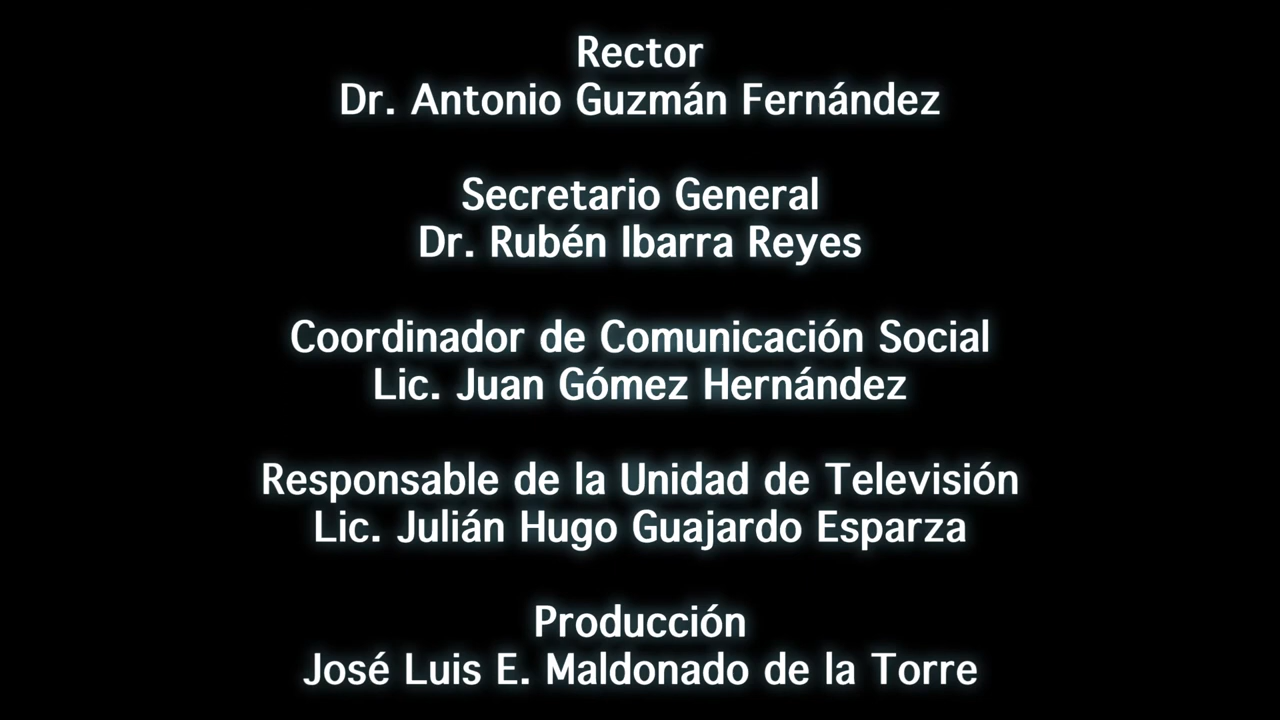 Rector
Dr. Antonio Guzmán Fernández
Secretario General
Dr. Rubén Ibarra Reyes
Coordinador de Comunicación Social
Lic. Juan Gómez Hernández
Responsable de la Unidad de Televisión
Lic. Julián Hugo Guajardo Esparza
Producción
José Luis E. Maldonado de la Torre